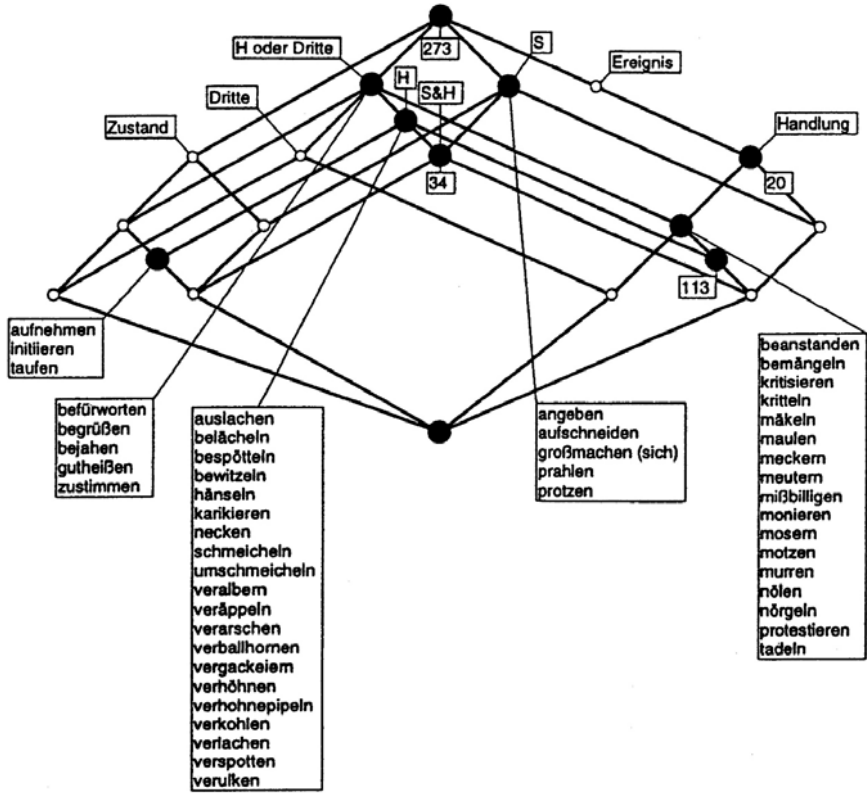 273
H oder Dritte
S
H
Ereignis
S&H
Dritte
Zustand
Handlung
34
20
113
aufnehmen
initiieren
taufen
befürworten
begrüßen
bejahen
gutheißen
zustimmen
auslachen
belächeln
bespötteln
bewitzeln
hänseln
karikieren
necken
schmeicheln
umschmeicheln
veralbern
veräppeln
verarschen
verballhornen
vergackeiern
verhöhnen
verhohnepipeln
verkohlen
verlachen
verspotten
verulken
angeben
aufschneiden
großmachen (sich)
prahlen
protzen
beanstanden
bemängeln
kritisieren
kritteln
mäkeln
maulen
meckern
meutern
mißbilligen
monieren
mosern
motzen
murren
nölen
nörgeln
protestieren
tadeln